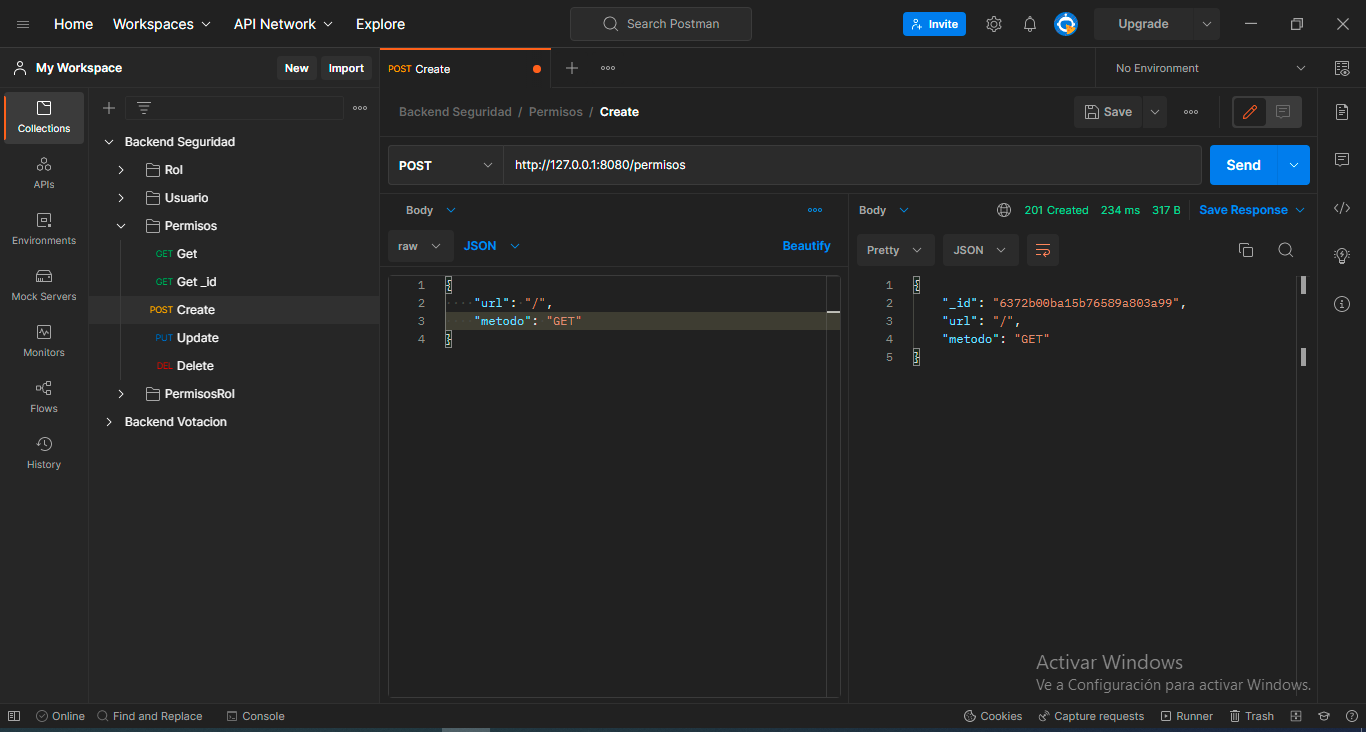 Home Workspaces API Network Explore Search Postman Invite Upgrade
My Workspace New Import POST Create No Environment
Collections
APIs
Environments
Mock Servers
Monitors
Flows
History
Backend Seguridad
Rol
Usuario
Permisos
GET Get
GET Get _id
POST Create
PUT Update
DEL Delete
PermisosRol
Backend Votacion
Backend Seguridad / Permisos / Create Save
POST http://127.0.0.1:8080/permisos Send
Body
raw JSON Beautify
1 {
2 "url": "/",
3 "metodo": "GET"
4 }
Body 201 Created 234 ms 317 B Save Response
Pretty JSON
1 {
2 "_id": "6372b00ba15b76589a803a99",
3 "url": "/",
4 "metodo": "GET"
5 }
Activar Windows
Ve a Configuración para activar Windows.
Online Find and Replace Console Cookies Capture requests Runner Trash